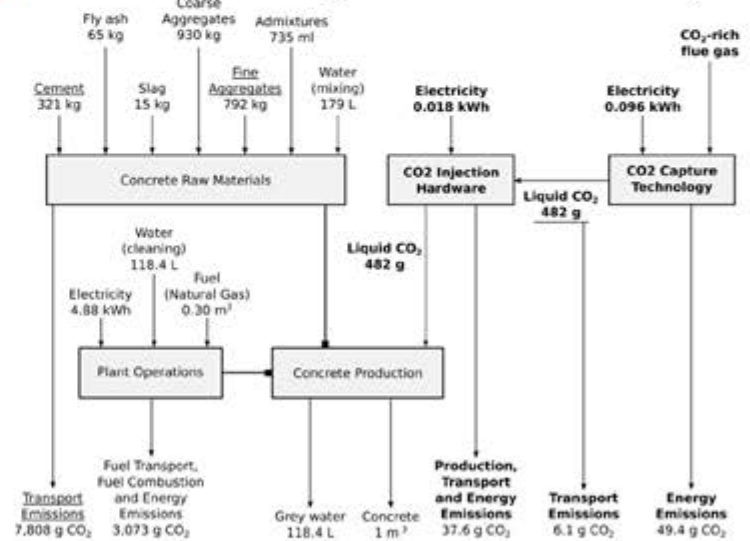 Fly ash
65 kg
Coarse
Aggregates
930 kg
Admixtures
735 ml
CO₂-rich
flue gas
Cement
321 kg
Slag
15 kg
Fine
Aggregates
792 kg
Water
(mixing)
179 L
Electricity
0.018 kWh
Electricity
0.096 kWh
Concrete Raw Materials
CO2 Injection
Hardware
CO2 Capture
Technology
Liquid CO₂
482 g
Water
(cleaning)
118.4 L
Liquid CO₂
482 g
Electricity
4.88 kWh
Fuel
(Natural Gas)
0.30 m³
Plant Operations
Concrete Production
Transport
Emissions
7,808 g CO₂
Fuel Transport,
Fuel Combustion
and Energy
Emissions
3,073 g CO₂
Grey water
118.4 L
Concrete
1 m³
Production,
Transport
and Energy
Emissions
37.6 g CO₂
Transport
Emissions
6.1 g CO₂
Energy
Emissions
49.4 g CO₂